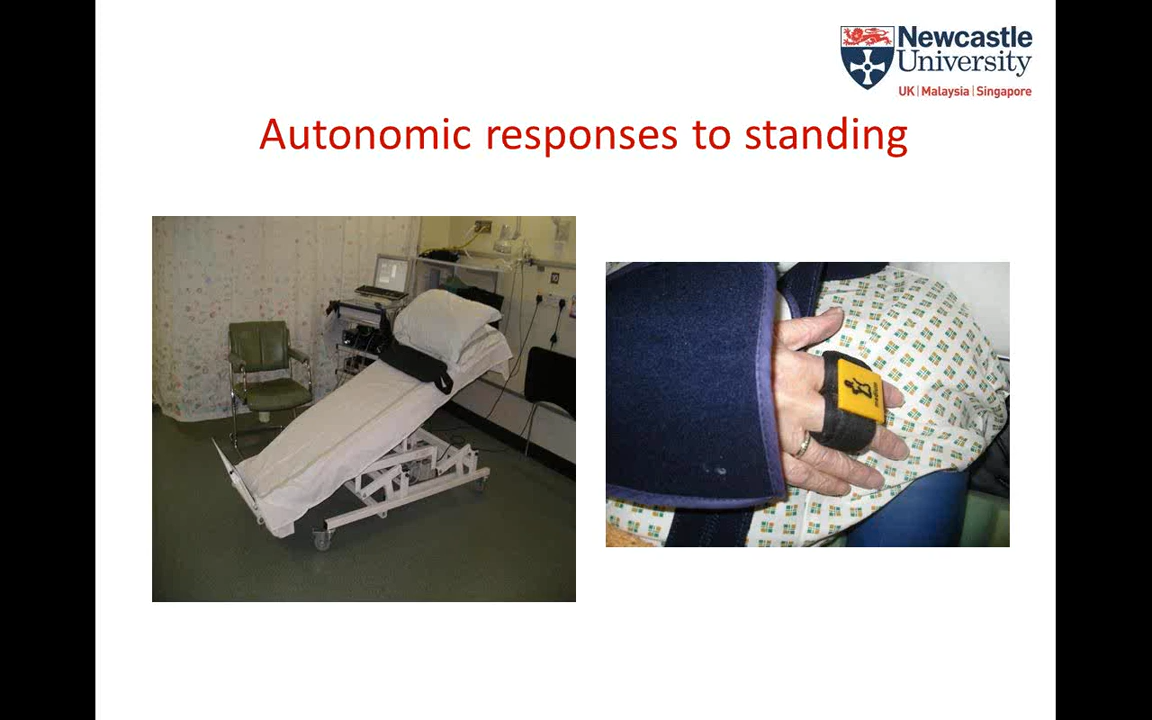 Newcastle
University
UK | Malaysia | Singapore
Autonomic responses to standing